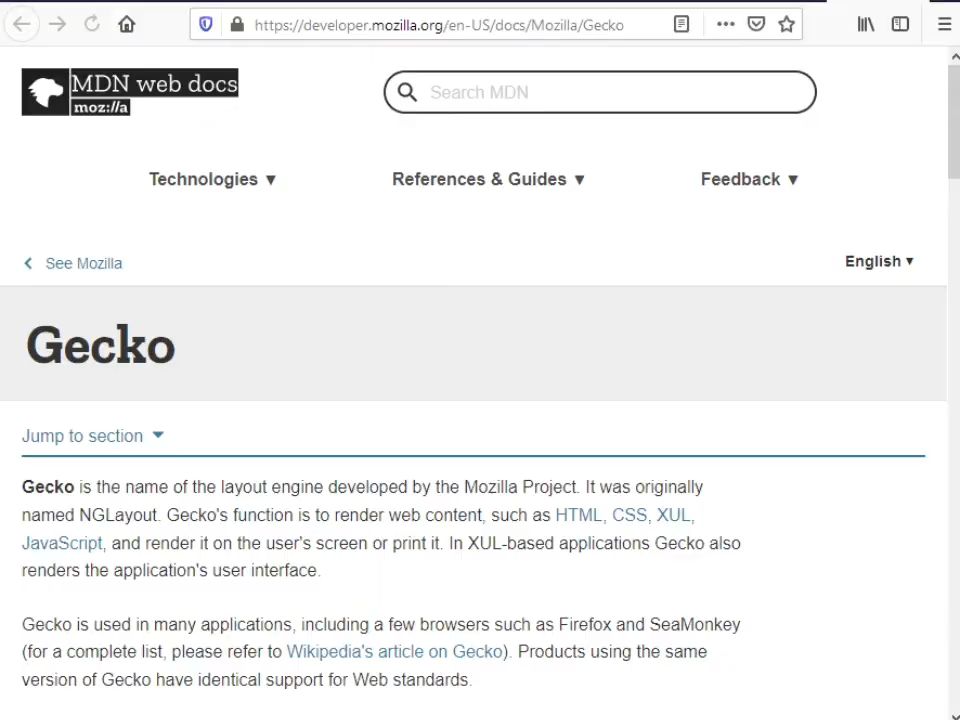 https://developer.mozilla.org/en-US/docs/Mozilla/Gecko
MDN web docs
moz://a
Search MDN
Technologies ▼
References & Guides ▼
Feedback ▼
See Mozilla
English ▼
Gecko
Jump to section
Gecko is the name of the layout engine developed by the Mozilla Project. It was originally
named NGLayout. Gecko's function is to render web content, such as HTML, CSS, XUL,
JavaScript, and render it on the user's screen or print it. In XUL-based applications Gecko also
renders the application's user interface.
Gecko is used in many applications, including a few browsers such as Firefox and SeaMonkey
(for a complete list, please refer to Wikipedia's article on Gecko). Products using the same
version of Gecko have identical support for Web standards.